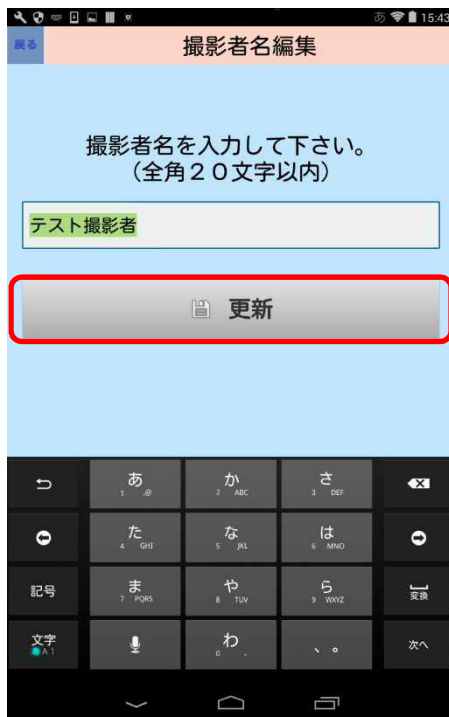 あ 15:43
戻る 撮影者名編集
撮影者名を入力して下さい。
（全角２０文字以内）
テスト撮影者
更新
あ か さ
1 .@ 2 ABC 3 DEF
た な は
4 GHI 5 JKL 6 MNO
記号 ま や ら 変換
7 PQRS 8 TUV 9 WXYZ
文字 わ 、。 次へ
あA1 0 .